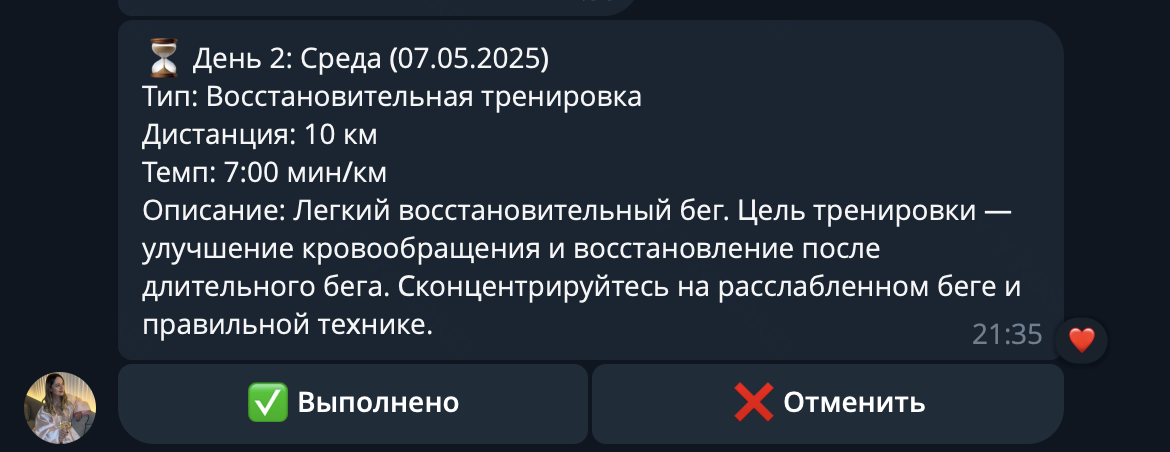 День 2: Среда (07.05.2025)
Тип: Восстановительная тренировка
Дистанция: 10 км
Темп: 7:00 мин/км
Описание: Легкий восстановительный бег. Цель тренировки —
улучшение кровообращения и восстановление после
длительного бега. Сконцентрируйтесь на расслабленном беге и
правильной технике.
21:35
Выполнено
Отменить